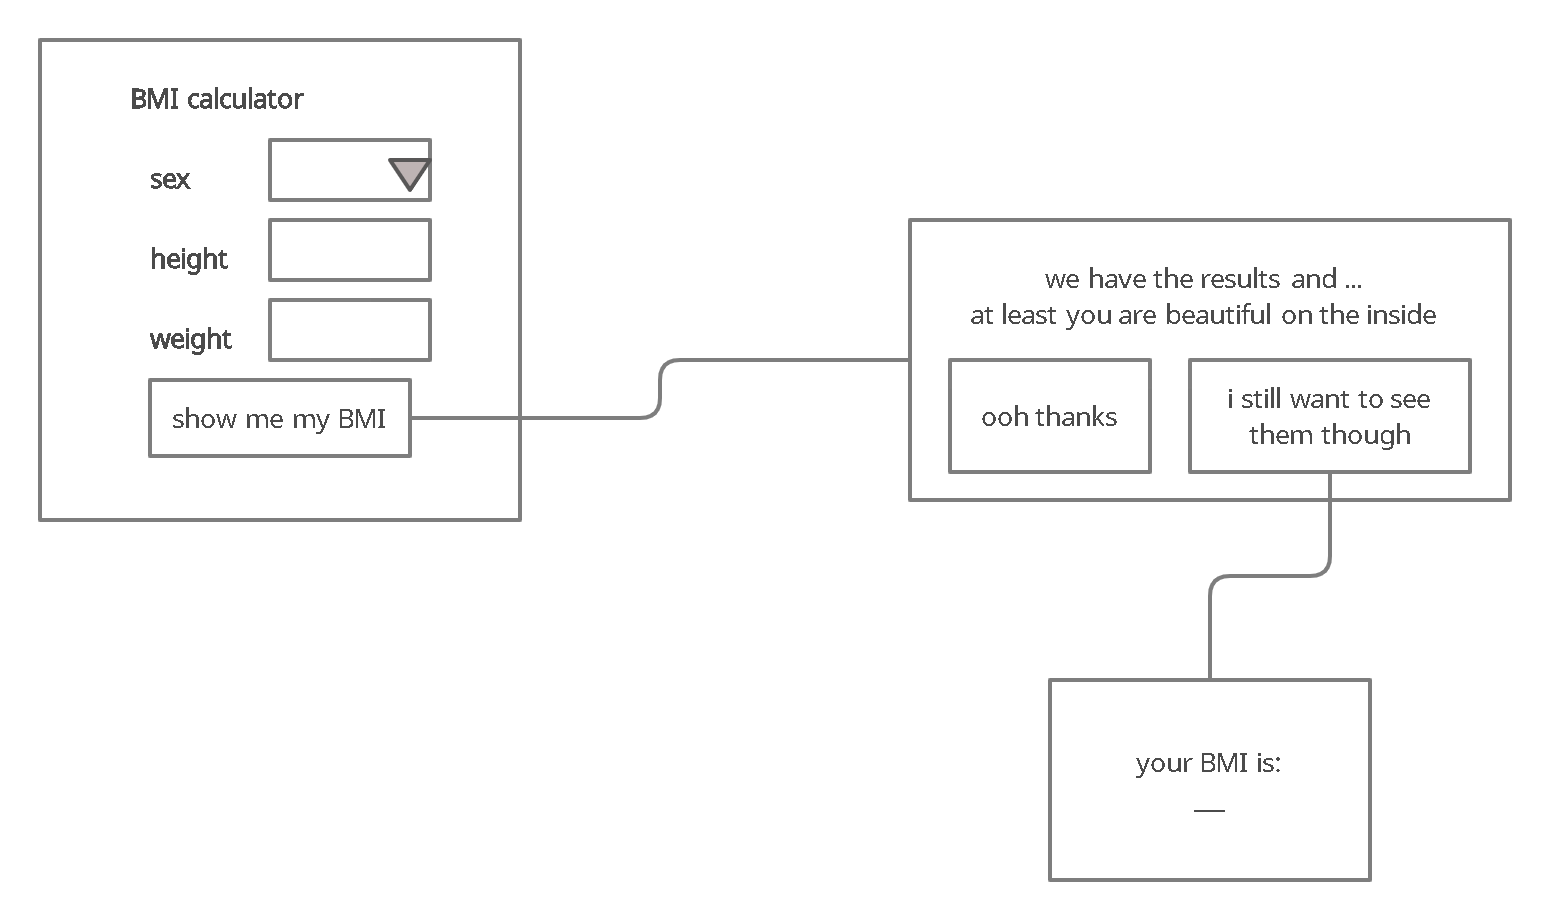 BMI calculator
sex
height
weight
show me my BMI
we have the results and ...
at least you are beautiful on the inside
ooh thanks
i still want to see
them though
your BMI is:
__